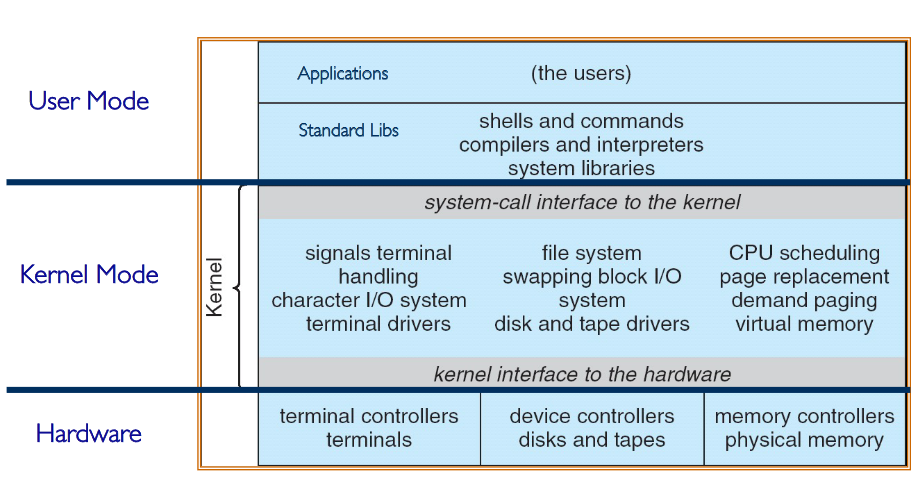 User Mode
Applications
(the users)
Standard Libs
shells and commands
compilers and interpreters
system libraries
Kernel Mode
Kernel
system-call interface to the kernel
signals terminal
handling
character I/O system
terminal drivers
file system
swapping block I/O
system
disk and tape drivers
CPU scheduling
page replacement
demand paging
virtual memory
kernel interface to the hardware
Hardware
terminal controllers
terminals
device controllers
disks and tapes
memory controllers
physical memory